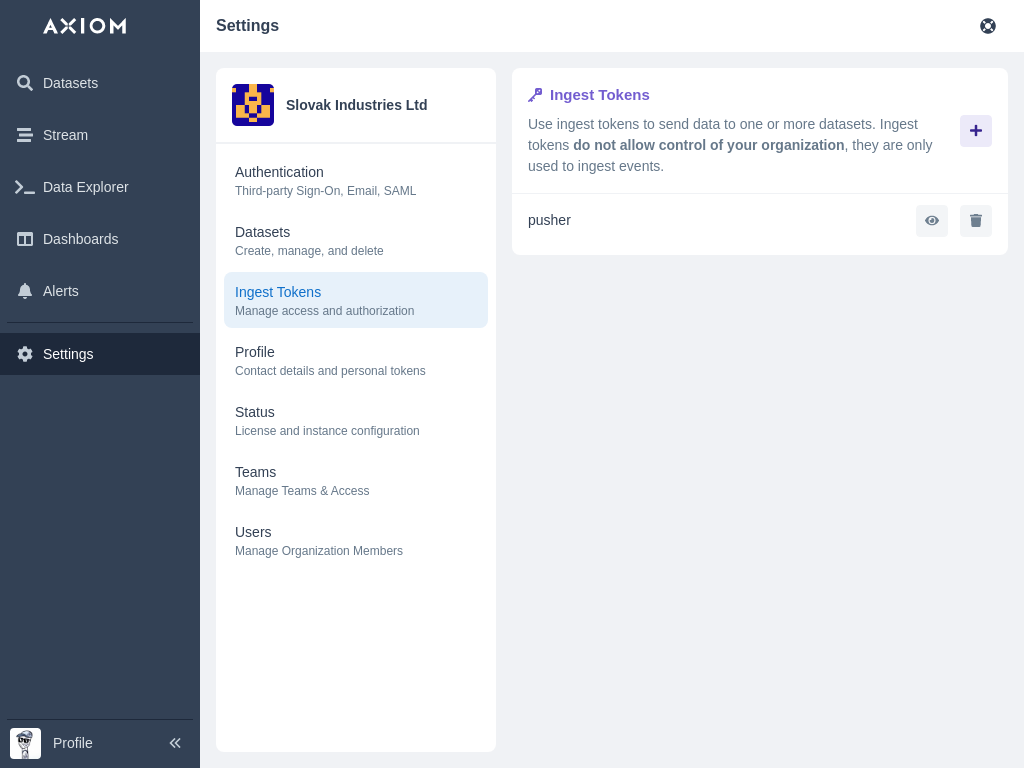 AXIOM
Datasets
Stream
Data Explorer
Dashboards
Alerts
Settings
Profile
Settings
Slovak Industries Ltd
Authentication
Third-party Sign-On, Email, SAML
Datasets
Create, manage, and delete
Ingest Tokens
Manage access and authorization
Profile
Contact details and personal tokens
Status
License and instance configuration
Teams
Manage Teams & Access
Users
Manage Organization Members
Ingest Tokens
Use ingest tokens to send data to one or more datasets. Ingest
tokens do not allow control of your organization, they are only
used to ingest events.
pusher